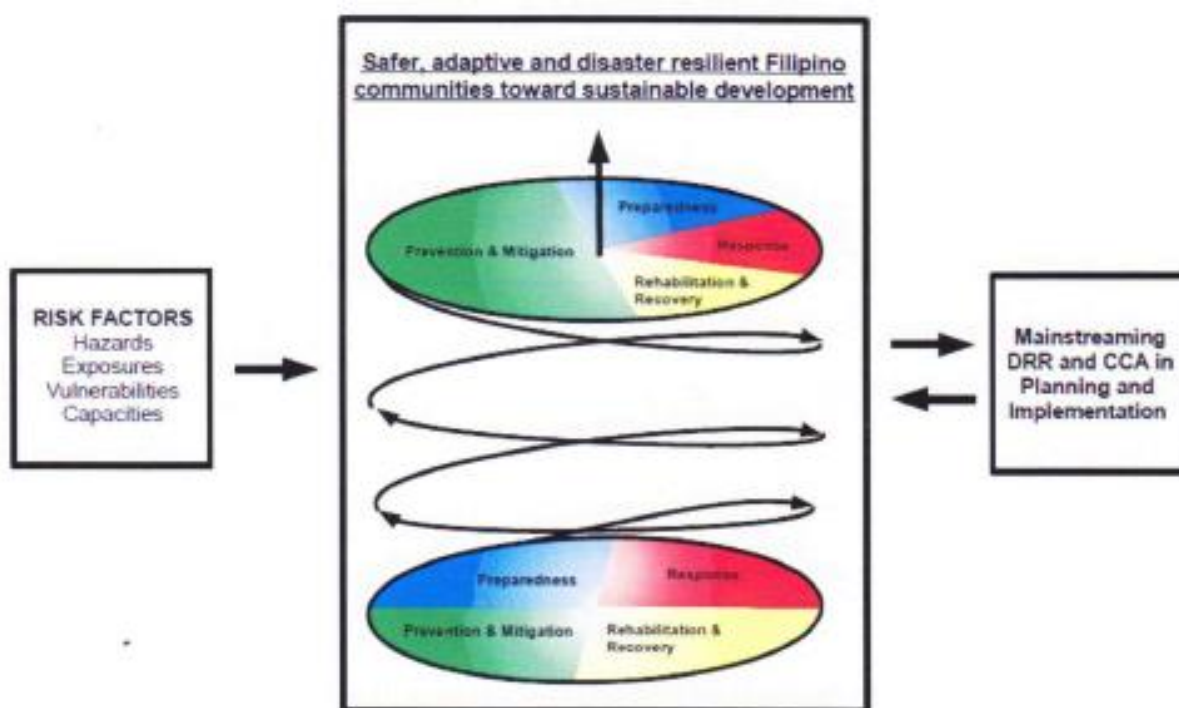 Safer, adaptive and disaster resilient Filipino
communities toward sustainable development
Preparedness
Prevention & Mitigation
Response
Rehabilitation &
Recovery
RISK FACTORS
Hazards
Exposures
Vulnerabilities
Capacities
Mainstreaming
DRR and CCA in
Planning and
Implementation
Preparedness
Response
Prevention & Mitigation
Rehabilitation &
Recovery